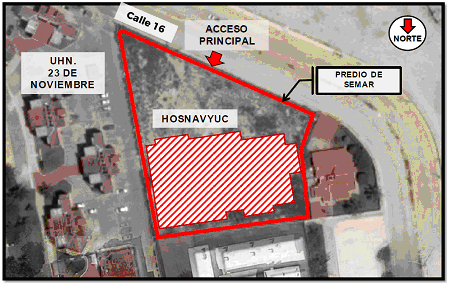 Calle 16
ACCESO
PRINCIPAL
NORTE
UHN.
23 DE
NOVIEMBRE
PREDIO DE
SEMAR
HOSNAVYUC